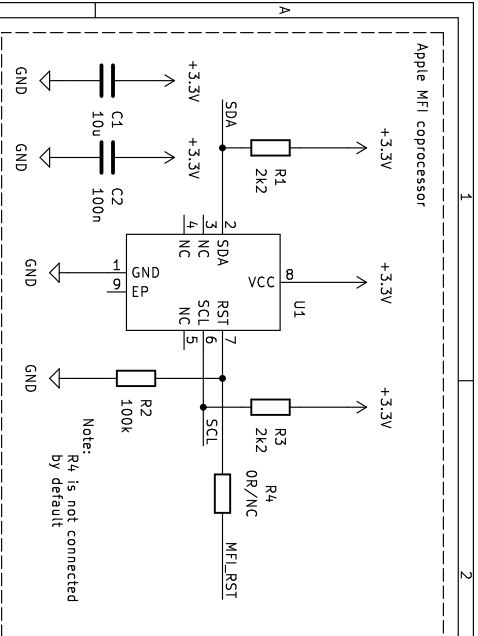 A
1
2
Apple MFI coprocessor
+3.3V
+3.3V
+3.3V
+3.3V
+3.3V
C1
10u
C2
100n
GND
GND
SDA
R1
2k2
U1
VCC
8
2
SDA
3
NC
4
NC
1
GND
9
EP
RST
7
SCL
6
NC
5
GND
R2
100k
GND
R3
2k2
SCL
R4
0R/NC
MFI_RST
Note:
R4 is not connected
by default